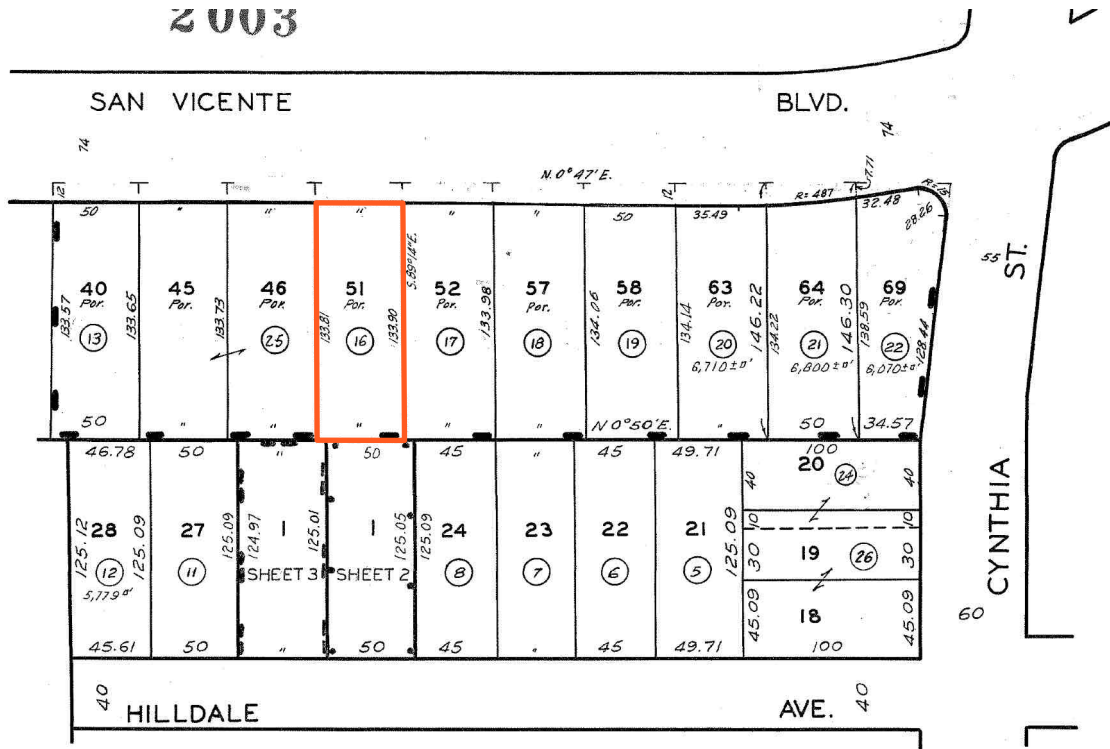 2003
SAN VICENTE BLVD.
74 74
N.0°47'E.
12 12 17.71
R=487 R=15
50 " " " " " 50 35.49 32.48 28.26
S.89°14'E.
55 ST.
40 45 46 51 52 57 58 63 64 69
Por. Por. Por. Por. Por. Por. Por. Por. Por. Por.
133.57 133.65 133.73 133.81 133.90 133.98 134.06 134.14 146.22 134.22 146.30 138.59 128.44
13 25 16 17 18 19 20 21 22
6,710±□' 6,800±□' 6,070±□'
50 " " " " " N0°50'E. " 50 34.57
46.78 50 " 50 45 " 45 49.71 100
20 24
40 40
10 10
28 27 1 1 24 23 22 21 19 26
125.12 125.09 125.09 124.97 125.01 125.05 125.09 125.09 30 30
12 11 SHEET 3 SHEET 2 8 7 6 5
5,779□'
18
45.09 45.09
45.61 50 " 50 45 " 45 49.71 100
CYNTHIA
60
40 40
HILLDALE AVE.